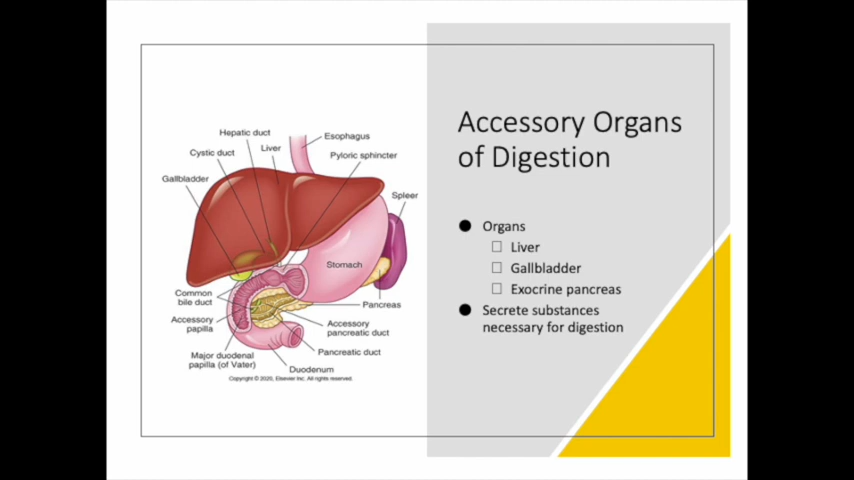 Accessory Organs
of Digestion
Organs
Liver
Gallbladder
Exocrine pancreas
Secrete substances
necessary for digestion
Hepatic duct
Esophagus
Cystic duct
Liver
Pyloric sphincter
Gallbladder
Spleer
Stomach
Common
bile duct
Pancreas
Accessory
papilla
Accessory
pancreatic duct
Pancreatic duct
Major duodenal
papilla (of Vater)
Duodenum
Copyright © 2020, Elsevier Inc. All rights reserved.